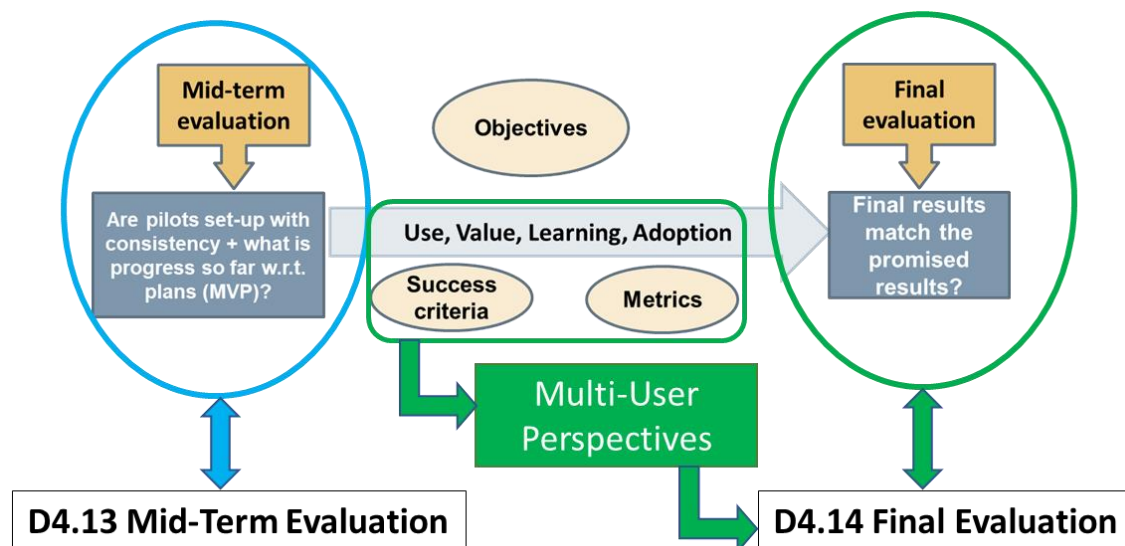 Mid-term
evaluation
Are pilots set-up with
consistency + what is
progress so far w.r.t.
plans (MVP)?
Objectives
Use, Value, Learning, Adoption
Success
criteria
Metrics
Final
evaluation
Final results
match the
promised
results?
Multi-User
Perspectives
D4.13 Mid-Term Evaluation
D4.14 Final Evaluation